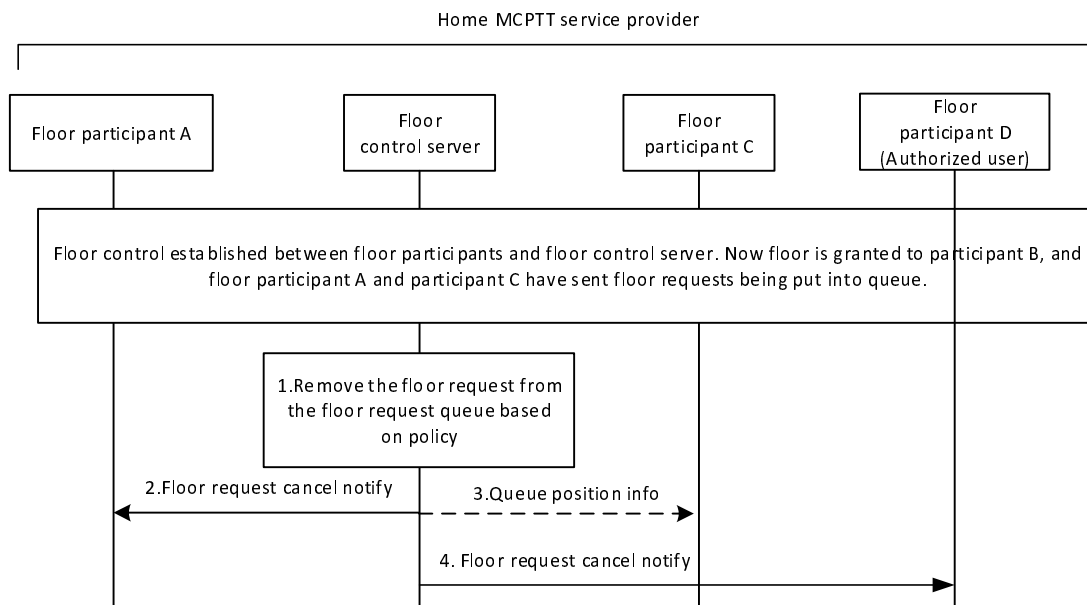 Home MCPTT service provider
Floor participant A
Floor
control server
Floor
participant C
Floor
participant D
(Authorized user)
Floor control established between floor participants and floor control server. Now floor is granted to participant B, and
floor participant A and participant C have sent floor requests being put into queue.
1.Remove the floor request from
the floor request queue based
on policy
2.Floor request cancel notify
3.Queue position info
4. Floor request cancel notify